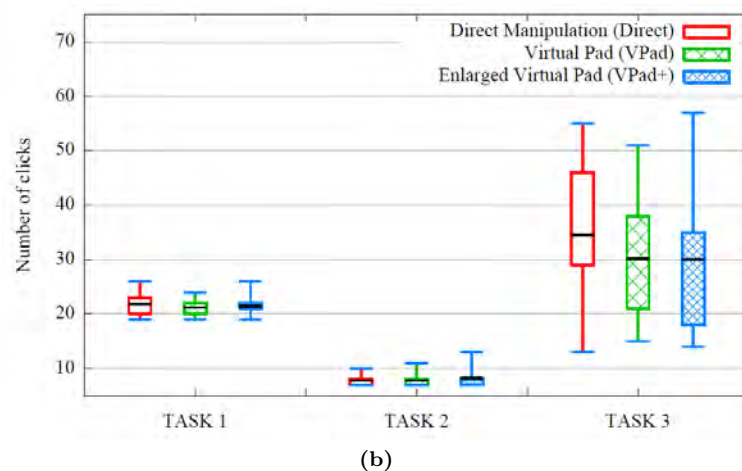 70
60
50
40
30
20
10
Number of clicks
Direct Manipulation (Direct)
Virtual Pad (VPad)
Enlarged Virtual Pad (VPad+)
TASK 1
TASK 2
TASK 3
(b)